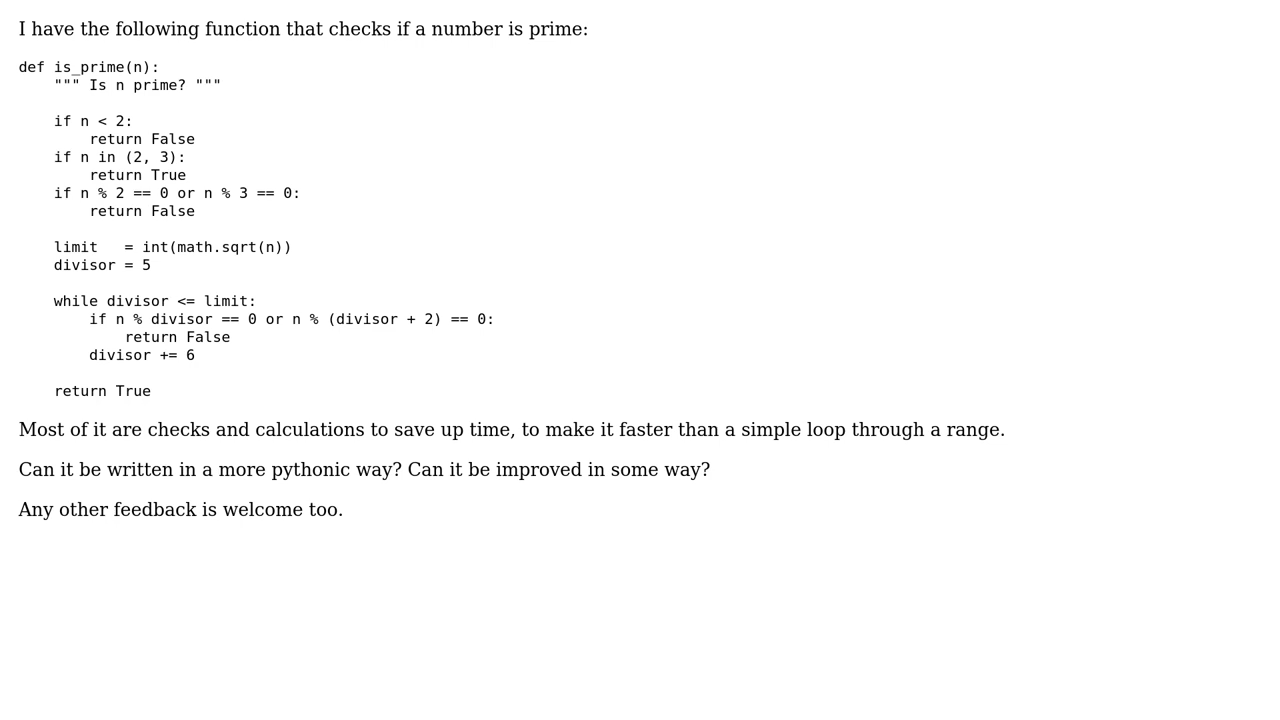 I have the following function that checks if a number is prime:
def is_prime(n):
    """ Is n prime? """
    if n < 2:
        return False
    if n in (2, 3):
        return True
    if n % 2 == 0 or n % 3 == 0:
        return False
    limit   = int(math.sqrt(n))
    divisor = 5
    while divisor <= limit:
        if n % divisor == 0 or n % (divisor + 2) == 0:
            return False
        divisor += 6
    return True
Most of it are checks and calculations to save up time, to make it faster than a simple loop through a range.
Can it be written in a more pythonic way? Can it be improved in some way?
Any other feedback is welcome too.